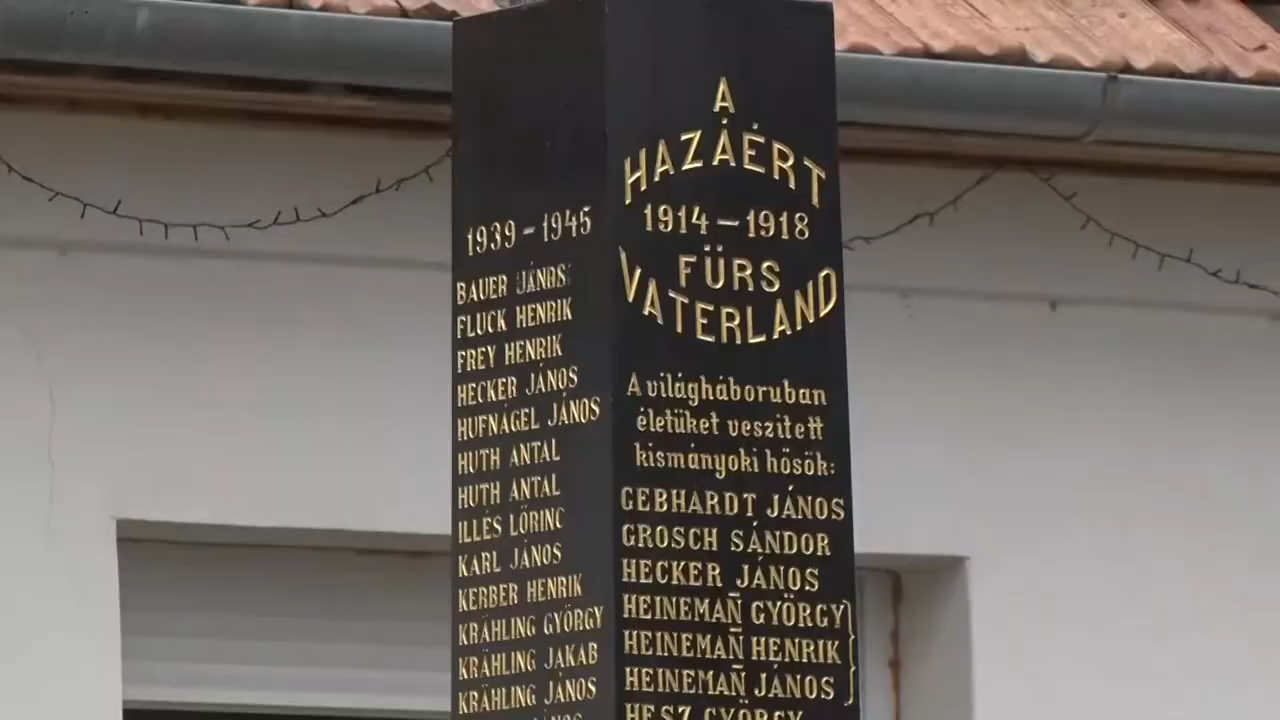 1939-1945
BAUER JÁNOS
FLUCK HENRIK
FREY HENRIK
HECKER JÁNOS
HUFNÁGEL JÁNOS
HUTH ANTAL
HUTH ANTAL
ILLÉS LŐRINC
KARL JÁNOS
KERBER HENRIK
KRÄHLING GYÖRGY
KRÄHLING JAKAB
KRÄHLING JÁNOS
A
HAZÁÉRT
1914-1918
FÜRS
VATERLAND
A világháboruban
életüket veszitett
kismányoki hősök:
GEBHARDT JÁNOS
GROSCH SÁNDOR
HECKER JÁNOS
HEINEMAN̄ GYÖRGY
HEINEMAN̄ HENRIK
HEINEMAN̄ JÁNOS
HESZ GYÖRGY